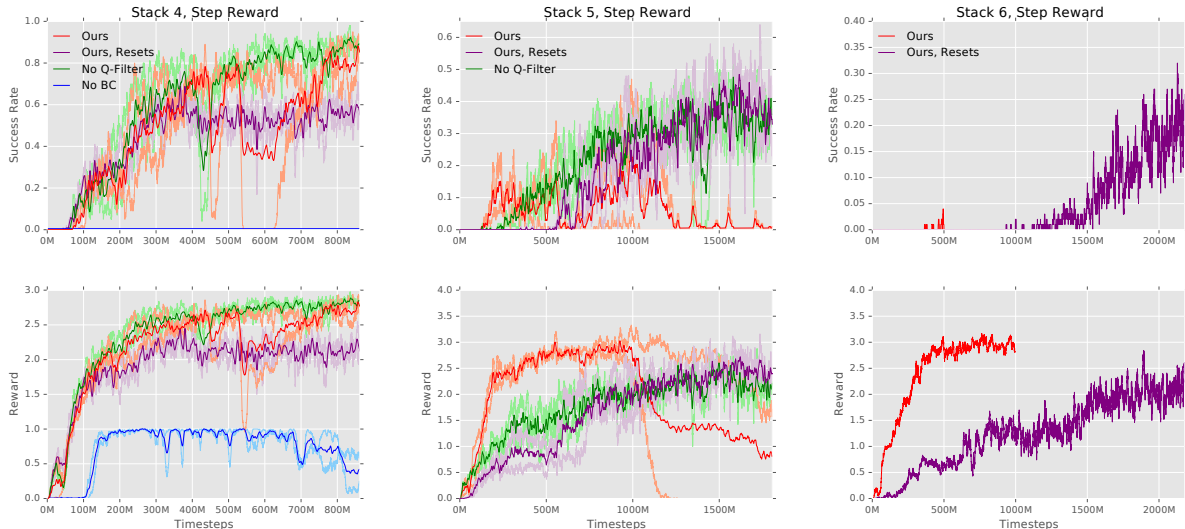 Stack 4, Step Reward
Success Rate
1.0
0.8
0.6
0.4
0.2
0.0
Ours
Ours, Resets
No Q-Filter
No BC
0M 100M 200M 300M 400M 500M 600M 700M 800M
Stack 5, Step Reward
Success Rate
0.6
0.5
0.4
0.3
0.2
0.1
0.0
Ours
Ours, Resets
No Q-Filter
0M 500M 1000M 1500M
Stack 6, Step Reward
Success Rate
0.40
0.35
0.30
0.25
0.20
0.15
0.10
0.05
0.00
Ours
Ours, Resets
0M 500M 1000M 1500M 2000M
Reward
3.0
2.5
2.0
1.5
1.0
0.5
0.0
0M 100M 200M 300M 400M 500M 600M 700M 800M
Timesteps
Reward
4.0
3.5
3.0
2.5
2.0
1.5
1.0
0.5
0.0
0M 500M 1000M 1500M
Timesteps
Reward
4.0
3.5
3.0
2.5
2.0
1.5
1.0
0.5
0.0
0M 500M 1000M 1500M 2000M
Timesteps